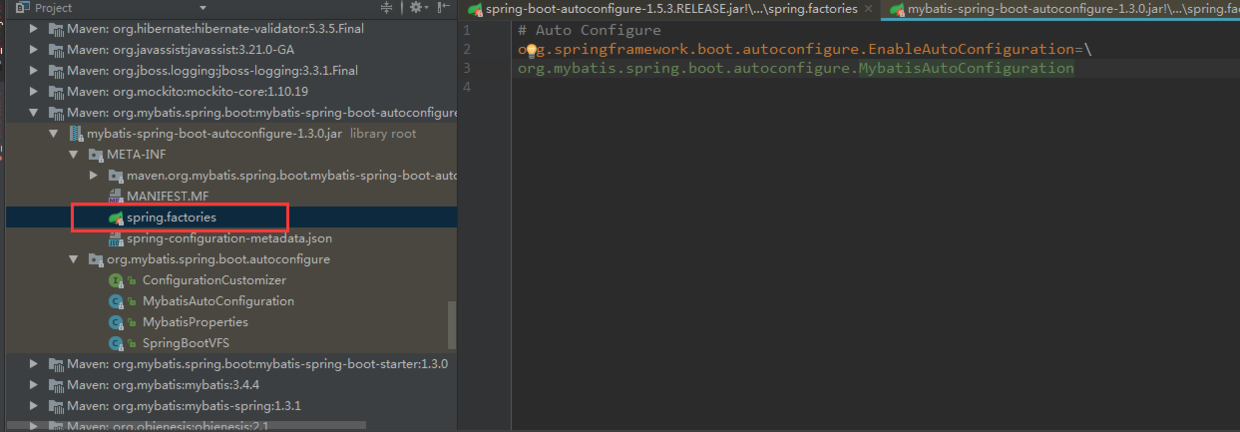 Project
Maven: org.hibernate:hibernate-validator:5.3.5.Final
Maven: org.javassist:javassist:3.21.0-GA
Maven: org.jboss.logging:jboss-logging:3.3.1.Final
Maven: org.mockito:mockito-core:1.10.19
Maven: org.mybatis.spring.boot:mybatis-spring-boot-autoconfigure
mybatis-spring-boot-autoconfigure-1.3.0.jar library root
META-INF
maven.org.mybatis.spring.boot.mybatis-spring-boot-auto
MANIFEST.MF
spring.factories
spring-configuration-metadata.json
org.mybatis.spring.boot.autoconfigure
ConfigurationCustomizer
MybatisAutoConfiguration
MybatisProperties
SpringBootVFS
Maven: org.mybatis.spring.boot:mybatis-spring-boot-starter:1.3.0
Maven: org.mybatis:mybatis:3.4.4
Maven: org.mybatis:mybatis-spring:1.3.1
Maven: org.objenesis:objenesis:2.1
spring-boot-autoconfigure-1.5.3.RELEASE.jar!\...\spring.factories
mybatis-spring-boot-autoconfigure-1.3.0.jar!\...\spring.fa
1 # Auto Configure
2 org.springframework.boot.autoconfigure.EnableAutoConfiguration=\
3 org.mybatis.spring.boot.autoconfigure.MybatisAutoConfiguration
4